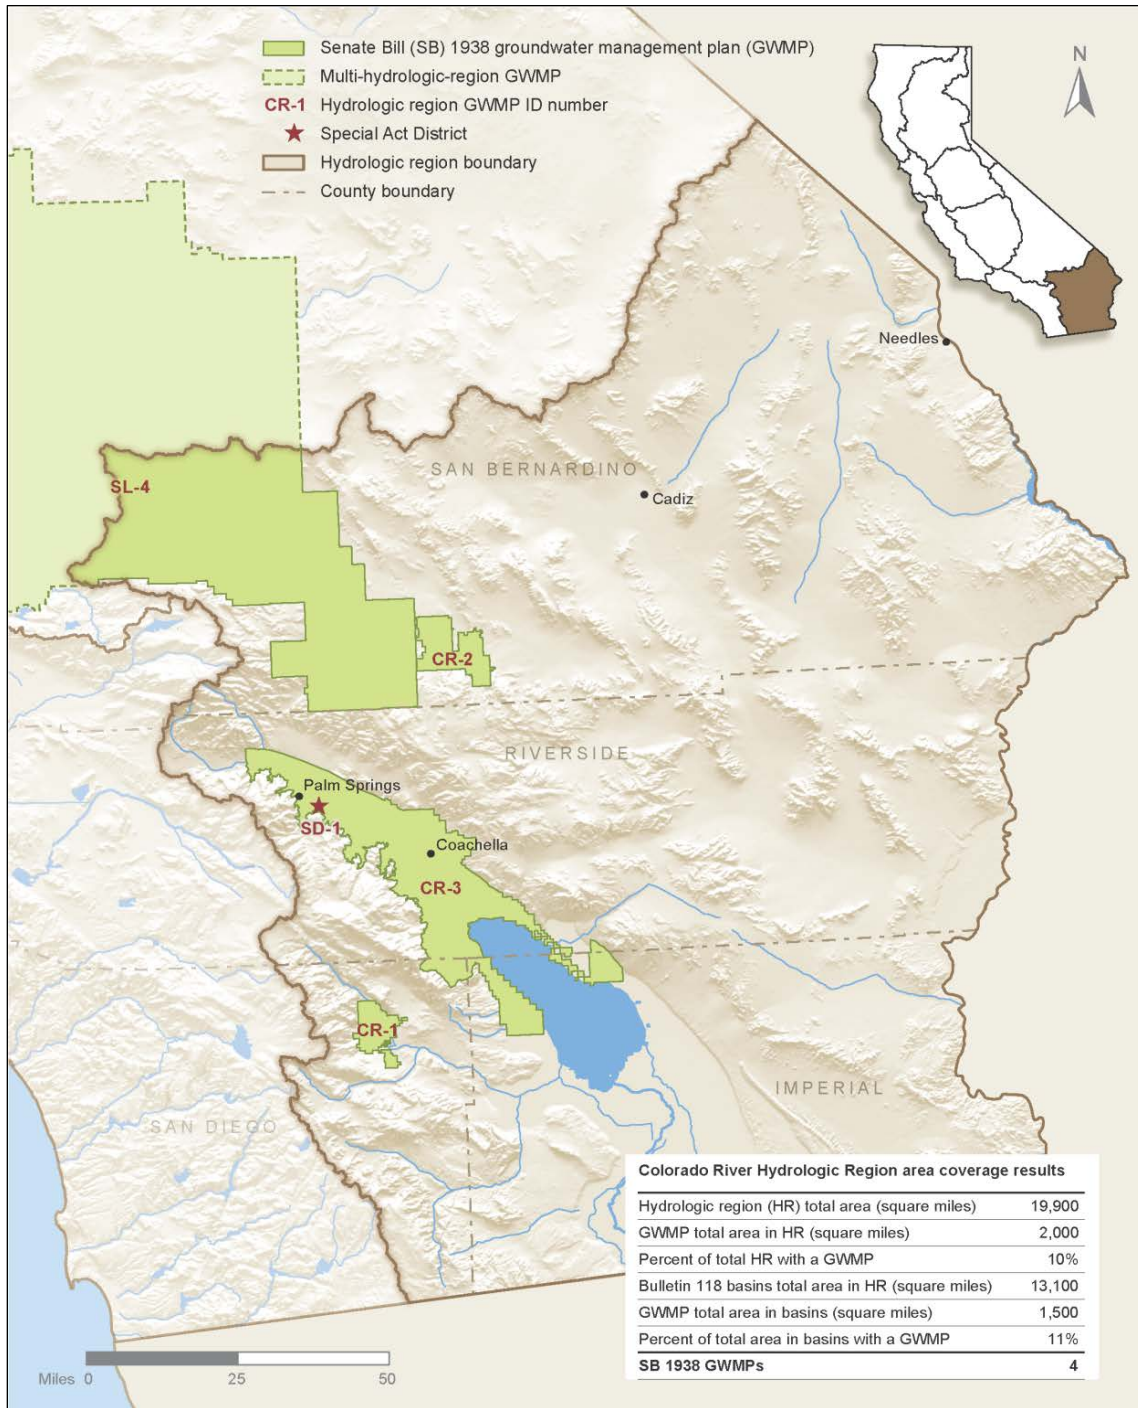 Senate Bill (SB) 1938 groundwater management plan (GWMP)
Multi-hydrologic-region GWMP
CR-1 Hydrologic region GWMP ID number
Special Act District
Hydrologic region boundary
County boundary
N
Needles
SAN BERNARDINO
SL-4
Cadiz
CR-2
RIVERSIDE
Palm Springs
SD-1
Coachella
CR-3
CR-1
IMPERIAL
SAN DIEGO
Colorado River Hydrologic Region area coverage results
Hydrologic region (HR) total area (square miles) 19,900
GWMP total area in HR (square miles) 2,000
Percent of total HR with a GWMP 10%
Bulletin 118 basins total area in HR (square miles) 13,100
GWMP total area in basins (square miles) 1,500
Percent of total area in basins with a GWMP 11%
SB 1938 GWMPs 4
Miles 0 25 50